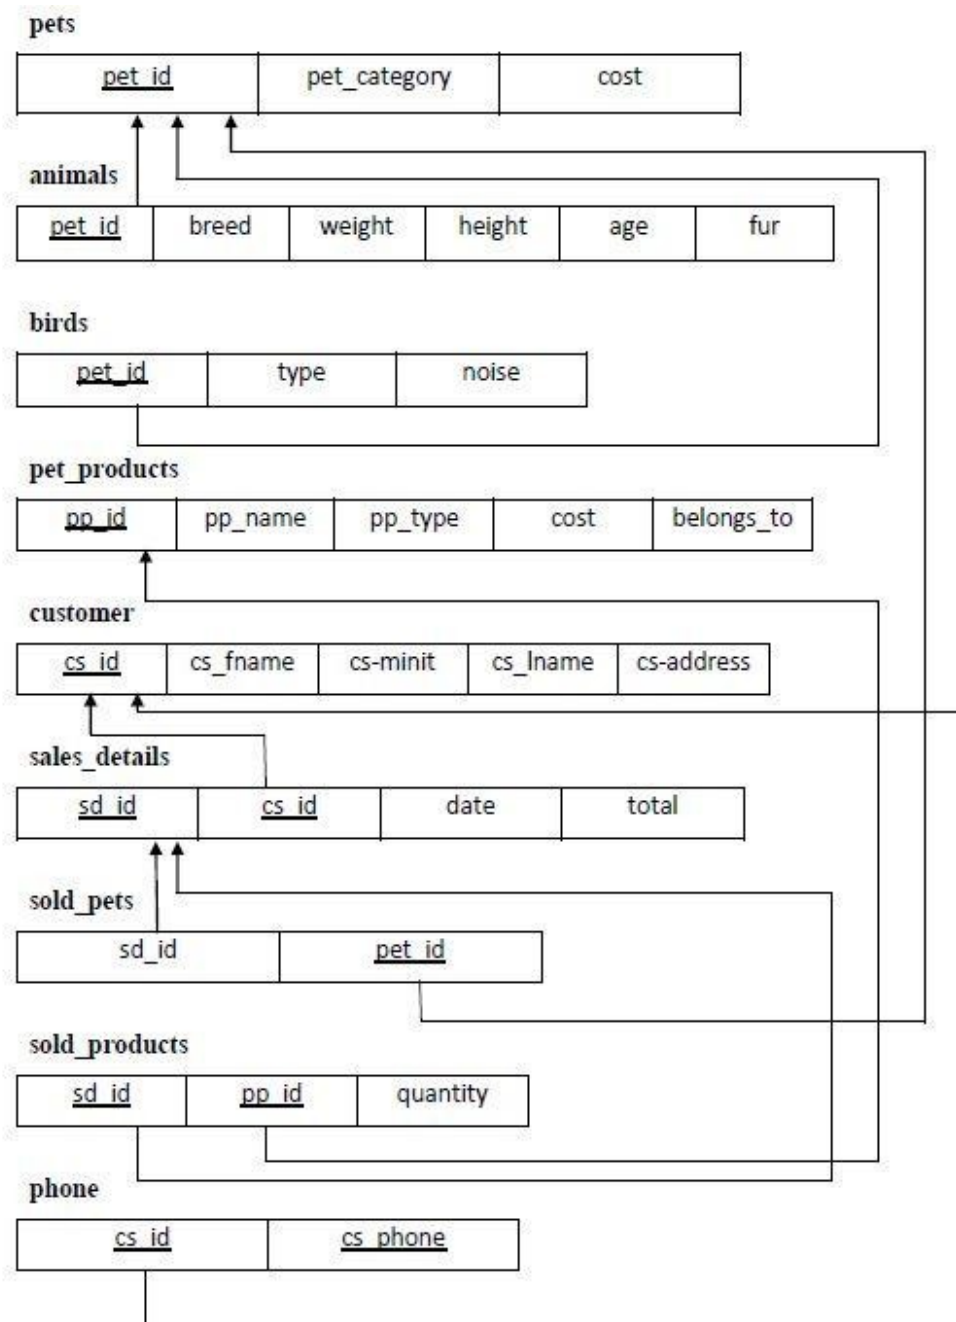 pets
pet_id pet_category cost
animals
pet_id breed weight height age fur
birds
pet_id type noise
pet_products
pp_id pp_name pp_type cost belongs_to
customer
cs_id cs_fname cs-minit cs_lname cs-address
sales_details
sd_id cs_id date total
sold_pets
sd_id pet_id
sold_products
sd_id pp_id quantity
phone
cs_id cs_phone